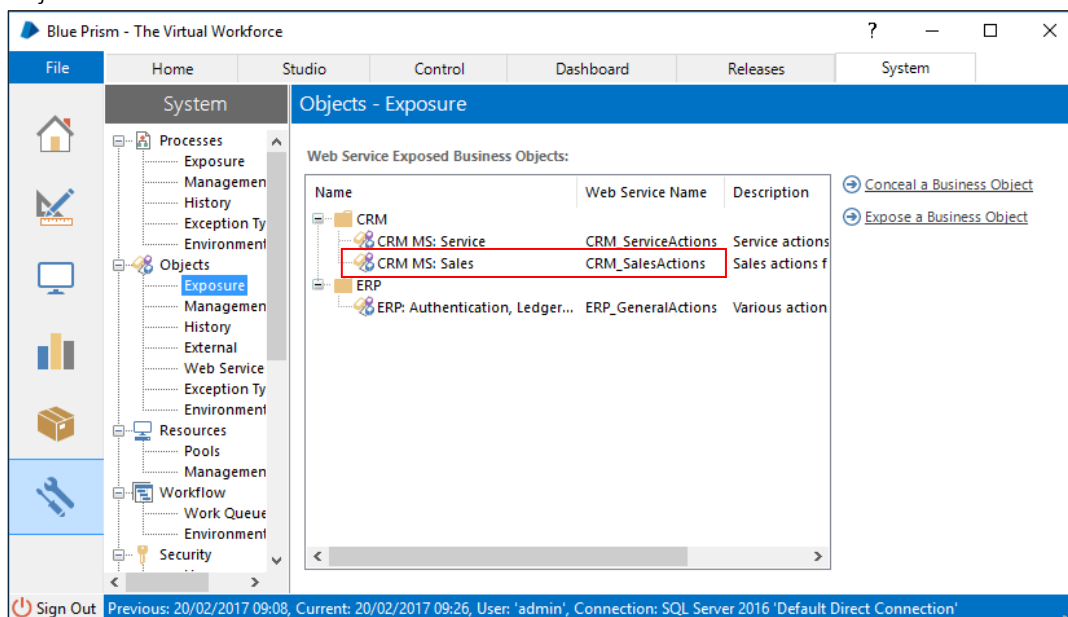 Blue Prism - The Virtual Workforce
?
File
Home
Studio
Control
Dashboard
Releases
System
System
Objects - Exposure
Processes
Exposure
Managemen
History
Exception Ty
Environment
Objects
Exposure
Managemen
History
External
Web Service
Exception Ty
Environment
Resources
Pools
Managemen
Workflow
Work Queue
Environment
Security
Web Service Exposed Business Objects:
Name Web Service Name Description
CRM
CRM MS: Service CRM_ServiceActions Service actions
CRM MS: Sales CRM_SalesActions Sales actions f
ERP
ERP: Authentication, Ledger... ERP_GeneralActions Various action
Conceal a Business Object
Expose a Business Object
Sign Out
Previous: 20/02/2017 09:08, Current: 20/02/2017 09:26, User: 'admin', Connection: SQL Server 2016 'Default Direct Connection'